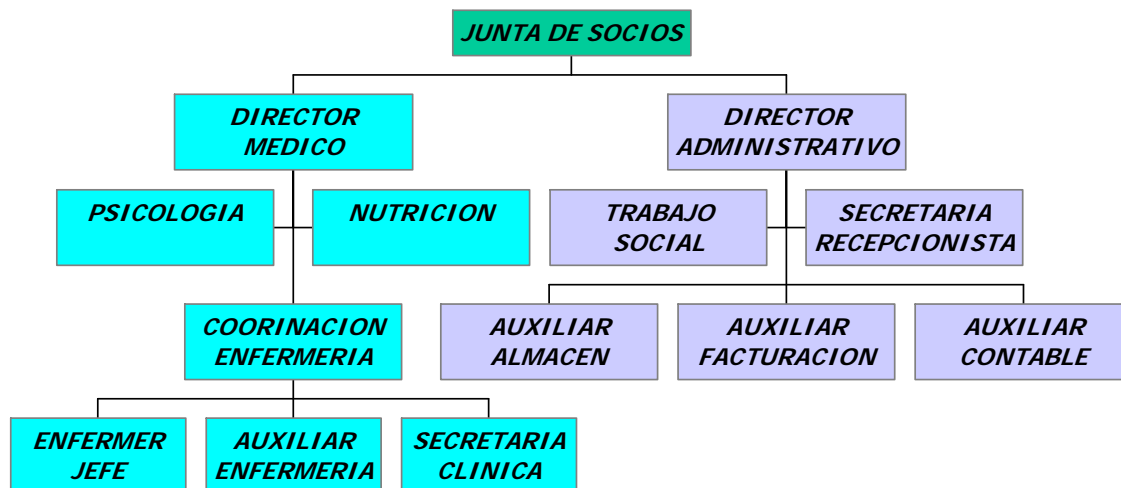 JUNTA DE SOCIOS
DIRECTOR
MEDICO
DIRECTOR
ADMINISTRATIVO
PSICOLOGIA
NUTRICION
TRABAJO
SOCIAL
SECRETARIA
RECEPCIONISTA
COORINACION
ENFERMERIA
AUXILIAR
ALMACEN
AUXILIAR
FACTURACION
AUXILIAR
CONTABLE
ENFERMER
JEFE
AUXILIAR
ENFERMERIA
SECRETARIA
CLINICA